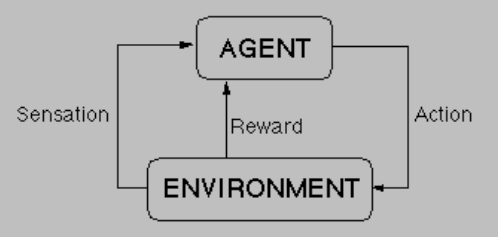 AGENT
Sensation
Action
Reward
ENVIRONMENT